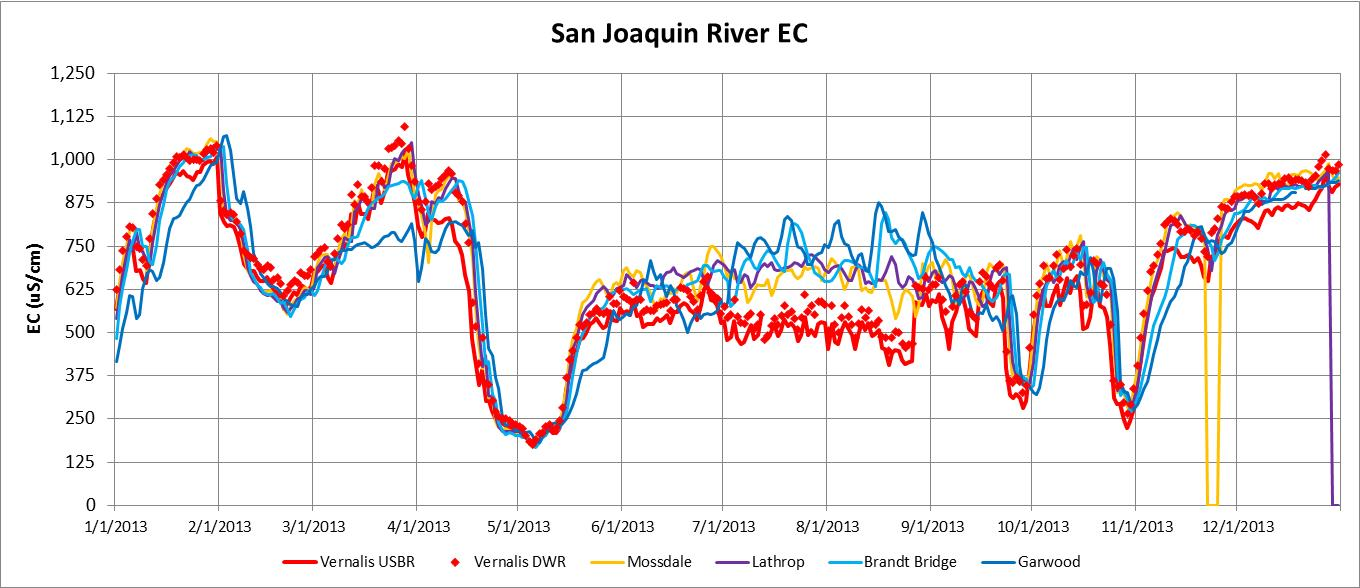 San Joaquin River EC
1,250
1,125
1,000
875
750
625
500
375
250
125
0
EC (uS/cm)
1/1/2013 2/1/2013 3/1/2013 4/1/2013 5/1/2013 6/1/2013 7/1/2013 8/1/2013 9/1/2013 10/1/2013 11/1/2013 12/1/2013
Vernalis USBR Vernalis DWR Mossdale Lathrop Brandt Bridge Garwood